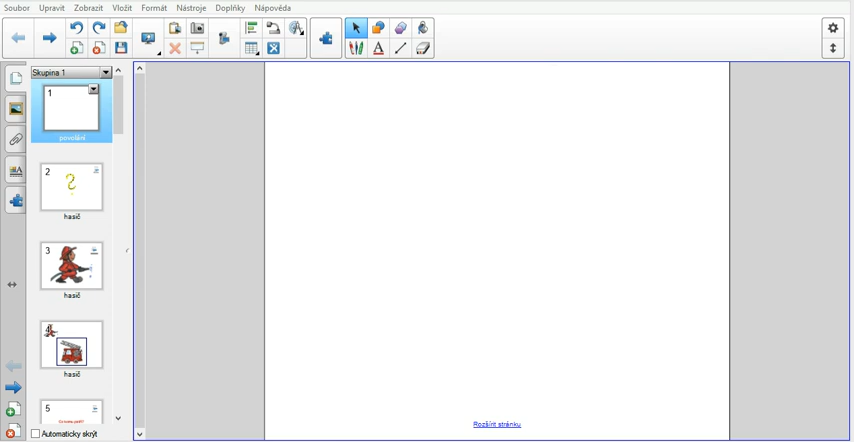 Soubor Upravit Zobrazit Vložit Formát Nástroje Doplňky Nápověda
Skupina 1
1
povolání
2
hasič
3
hasič
4
hasič
5
Automaticky skrýt
Rozšířit stránku